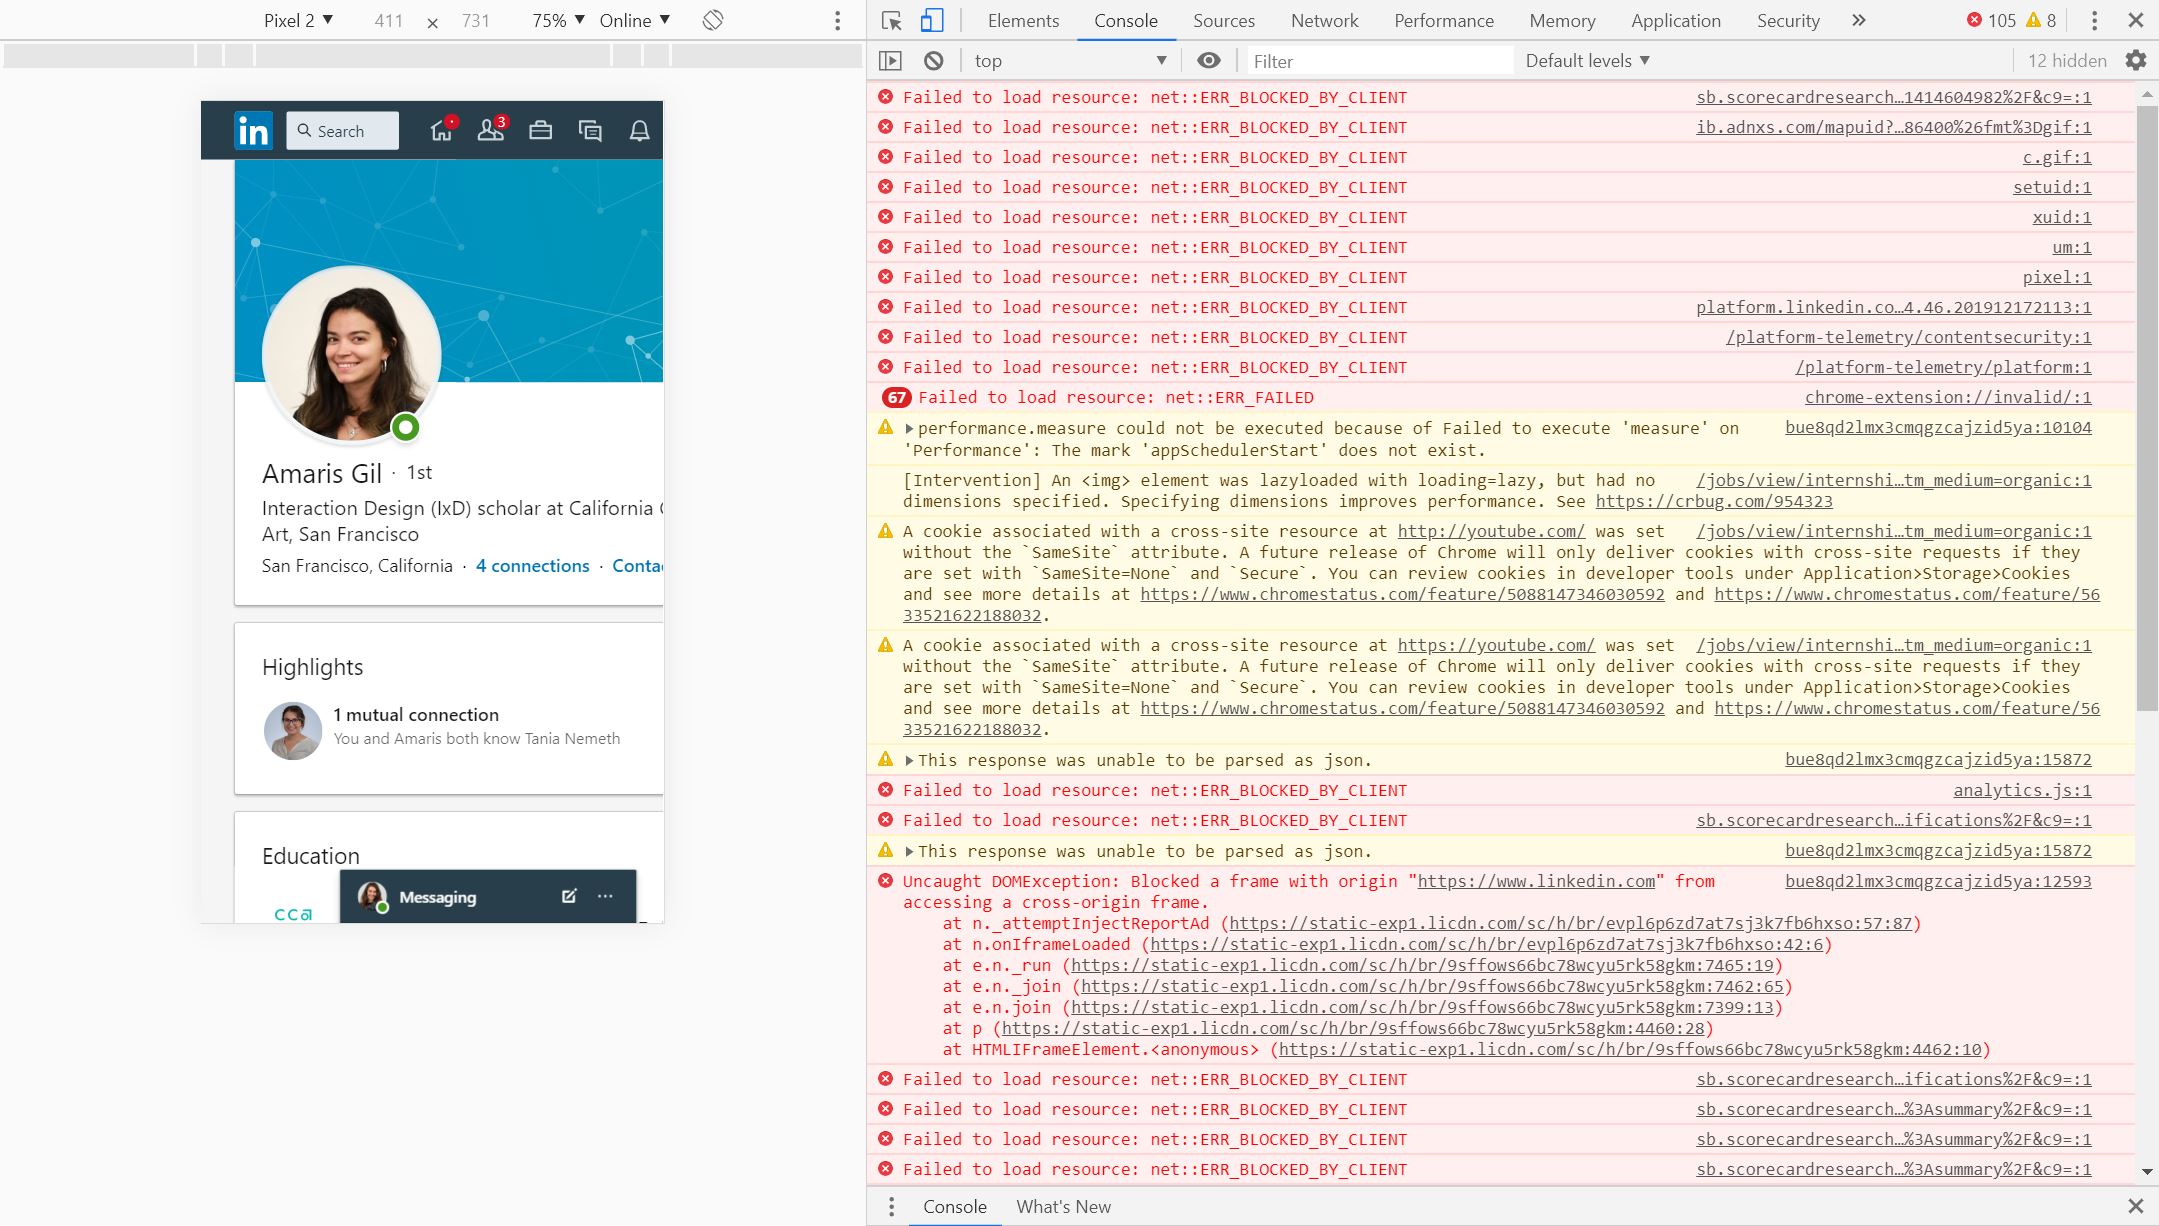 Pixel 2 ▼ 411 × 731 75% ▼ Online ▼
in Search 3
Amaris Gil · 1st
Interaction Design (IxD) scholar at California C
Art, San Francisco
San Francisco, California · 4 connections · Conta
Highlights
1 mutual connection
You and Amaris both know Tania Nemeth
Education
cca
Messaging
Elements Console Sources Network Performance Memory Application Security » 105 8
top ▼ Filter Default levels ▼ 12 hidden
Failed to load resource: net::ERR_BLOCKED_BY_CLIENT sb.scorecardresearch…1414604982%2F&c9=:1
Failed to load resource: net::ERR_BLOCKED_BY_CLIENT ib.adnxs.com/mapuid?…86400%26fmt%3Dgif:1
Failed to load resource: net::ERR_BLOCKED_BY_CLIENT c.gif:1
Failed to load resource: net::ERR_BLOCKED_BY_CLIENT setuid:1
Failed to load resource: net::ERR_BLOCKED_BY_CLIENT xuid:1
Failed to load resource: net::ERR_BLOCKED_BY_CLIENT um:1
Failed to load resource: net::ERR_BLOCKED_BY_CLIENT pixel:1
Failed to load resource: net::ERR_BLOCKED_BY_CLIENT platform.linkedin.co…4.46.201912172113:1
Failed to load resource: net::ERR_BLOCKED_BY_CLIENT /platform-telemetry/contentsecurity:1
Failed to load resource: net::ERR_BLOCKED_BY_CLIENT /platform-telemetry/platform:1
67 Failed to load resource: net::ERR_FAILED chrome-extension://invalid/:1
performance.measure could not be executed because of Failed to execute 'measure' on bue8qd2lmx3cmqgzcajzid5ya:10104
'Performance': The mark 'appSchedulerStart' does not exist.
[Intervention] An <img> element was lazyloaded with loading=lazy, but had no /jobs/view/internshi…tm_medium=organic:1
dimensions specified. Specifying dimensions improves performance. See https://crbug.com/954323
A cookie associated with a cross-site resource at http://youtube.com/ was set /jobs/view/internshi…tm_medium=organic:1
without the `SameSite` attribute. A future release of Chrome will only deliver cookies with cross-site requests if they
are set with `SameSite=None` and `Secure`. You can review cookies in developer tools under Application>Storage>Cookies
and see more details at https://www.chromestatus.com/feature/5088147346030592 and https://www.chromestatus.com/feature/56
33521622188032.
A cookie associated with a cross-site resource at https://youtube.com/ was set /jobs/view/internshi…tm_medium=organic:1
without the `SameSite` attribute. A future release of Chrome will only deliver cookies with cross-site requests if they
are set with `SameSite=None` and `Secure`. You can review cookies in developer tools under Application>Storage>Cookies
and see more details at https://www.chromestatus.com/feature/5088147346030592 and https://www.chromestatus.com/feature/56
33521622188032.
This response was unable to be parsed as json. bue8qd2lmx3cmqgzcajzid5ya:15872
Failed to load resource: net::ERR_BLOCKED_BY_CLIENT analytics.js:1
Failed to load resource: net::ERR_BLOCKED_BY_CLIENT sb.scorecardresearch…ifications%2F&c9=:1
This response was unable to be parsed as json. bue8qd2lmx3cmqgzcajzid5ya:15872
Uncaught DOMException: Blocked a frame with origin "https://www.linkedin.com" from bue8qd2lmx3cmqgzcajzid5ya:12593
accessing a cross-origin frame.
at n._attemptInjectReportAd (https://static-exp1.licdn.com/sc/h/br/evpl6p6zd7at7sj3k7fb6hxso:57:87)
at n.onIframeLoaded (https://static-exp1.licdn.com/sc/h/br/evpl6p6zd7at7sj3k7fb6hxso:42:6)
at e.n._run (https://static-exp1.licdn.com/sc/h/br/9sffows66bc78wcyu5rk58gkm:7465:19)
at e.n._join (https://static-exp1.licdn.com/sc/h/br/9sffows66bc78wcyu5rk58gkm:7462:65)
at e.n.join (https://static-exp1.licdn.com/sc/h/br/9sffows66bc78wcyu5rk58gkm:7399:13)
at p (https://static-exp1.licdn.com/sc/h/br/9sffows66bc78wcyu5rk58gkm:4460:28)
at HTMLIFrameElement.<anonymous> (https://static-exp1.licdn.com/sc/h/br/9sffows66bc78wcyu5rk58gkm:4462:10)
Failed to load resource: net::ERR_BLOCKED_BY_CLIENT sb.scorecardresearch…ifications%2F&c9=:1
Failed to load resource: net::ERR_BLOCKED_BY_CLIENT sb.scorecardresearch…%3Asummary%2F&c9=:1
Failed to load resource: net::ERR_BLOCKED_BY_CLIENT sb.scorecardresearch…%3Asummary%2F&c9=:1
Failed to load resource: net::ERR_BLOCKED_BY_CLIENT sb.scorecardresearch…%3Asummary%2F&c9=:1
Console What's New